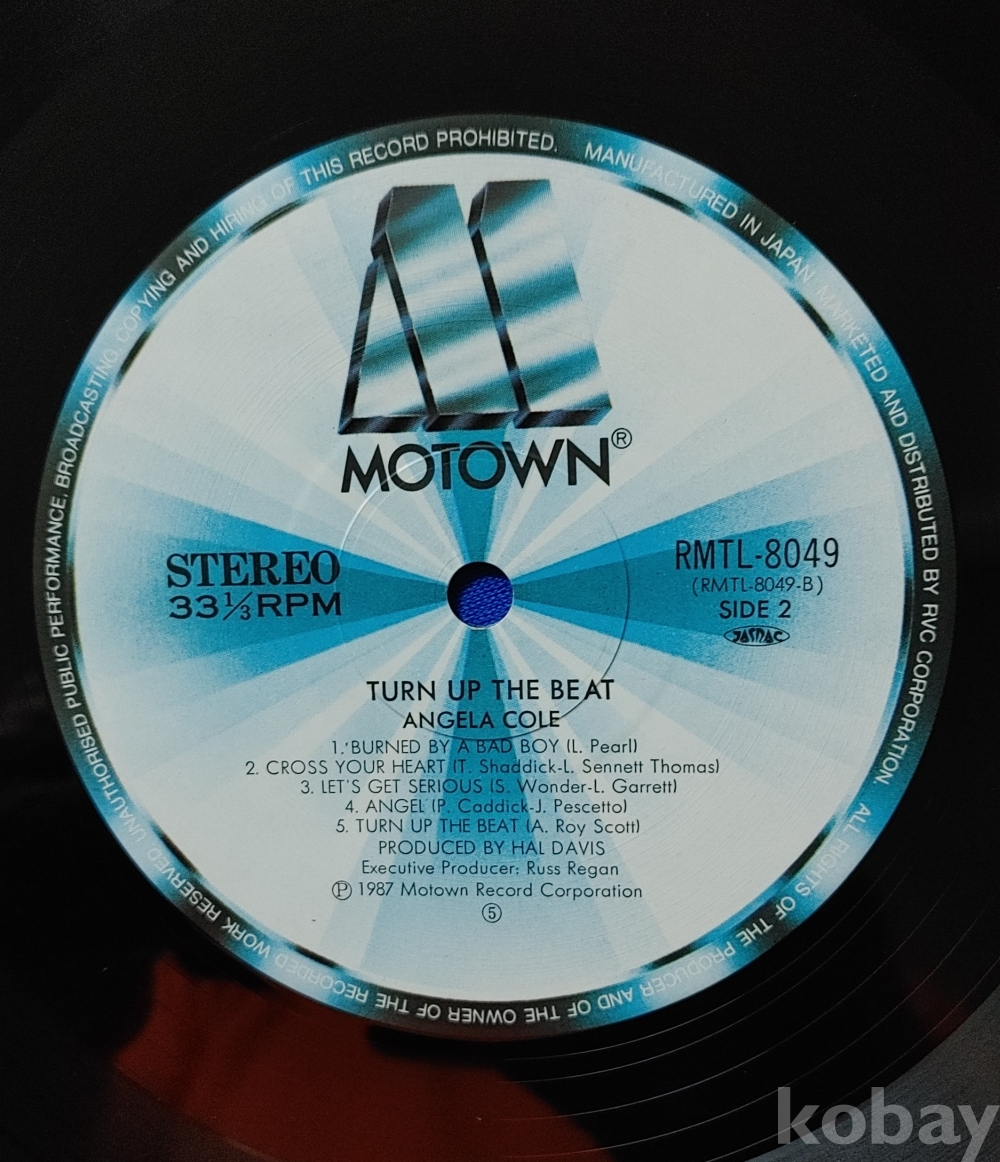 UNAUTHORISED PUBLIC PERFORMANCE, BROADCASTING, COPYING AND HIRING OF THIS RECORD PROHIBITED. MANUFACTURED IN JAPAN MARKETED AND DISTRIBUTED BY RVC CORPORATION. ALL RIGHTS OF THE PRODUCER AND OF THE OWNER OF THE RECORDED WORK RESERVED.
MOTOWN®
STEREO
33 1/3 RPM
RMTL-8049
(RMTL-8049-B)
SIDE 2
JASRAC
TURN UP THE BEAT
ANGELA COLE
1. BURNED BY A BAD BOY (L. Pearl)
2. CROSS YOUR HEART (T. Shaddick-L. Sennett Thomas)
3. LET'S GET SERIOUS (S. Wonder-L. Garrett)
4. ANGEL (P. Caddick-J. Pescetto)
5. TURN UP THE BEAT (A. Roy Scott)
PRODUCED BY HAL DAVIS
Executive Producer: Russ Regan
Ⓟ 1987 Motown Record Corporation
⑤
kobay